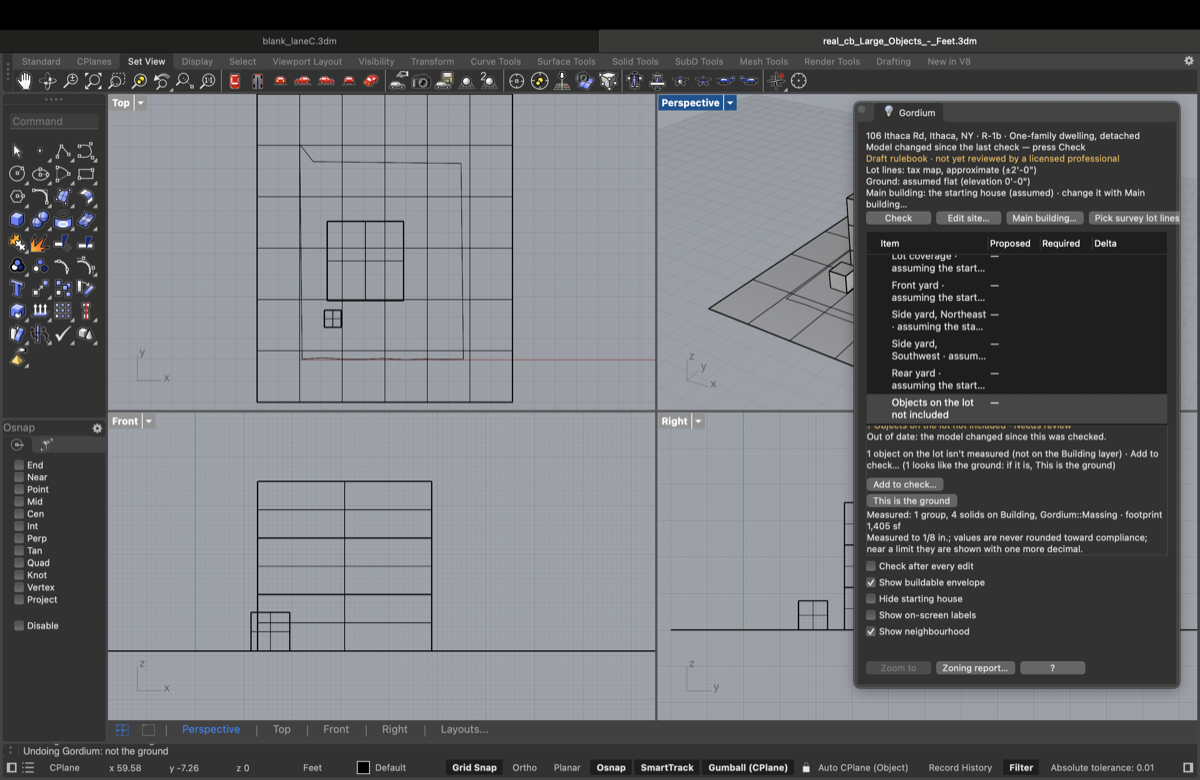 blank_laneC.3dm
real_cb_Large_Objects_-_Feet.3dm
Standard CPlanes Set View Display Select Viewport Layout Visibility Transform Curve Tools Surface Tools Solid Tools SubD Tools Mesh Tools Render Tools Drafting New in V8
Command
Top
y
x
Perspective
z
y
x
Front
z
x
Right
z
y
Osnap
End
Near
Point
Mid
Cen
Int
Perp
Tan
Quad
Knot
Vertex
Project
Disable
Gordium
106 Ithaca Rd, Ithaca, NY · R-1b · One-family dwelling, detached
Model changed since the last check — press Check
Draft rulebook · not yet reviewed by a licensed professional
Lot lines: tax map, approximate (±2'-0")
Ground: assumed flat (elevation 0'-0")
Main building: the starting house (assumed) · change it with Main
building...
Check Edit site... Main building... Pick survey lot lines
Item Proposed Required Delta
Lot coverage · —
assuming the start...
Front yard · —
assuming the start...
Side yard, Northeast —
· assuming the sta...
Side yard, —
Southwest · assum...
Rear yard · —
assuming the start...
Objects on the lot —
not included
? Objects on the lot not included · Needs review
Out of date: the model changed since this was checked.
1 object on the lot isn't measured (not on the Building layer) · Add to
check... (1 looks like the ground: if it is, This is the ground)
Add to check...
This is the ground
Measured: 1 group, 4 solids on Building, Gordium::Massing · footprint
1,405 sf
Measured to 1/8 in.; values are never rounded toward compliance;
near a limit they are shown with one more decimal.
Check after every edit
Show buildable envelope
Hide starting house
Show on-screen labels
Show neighbourhood
Zoom to Zoning report... ?
Perspective Top Front Right Layouts...
Undoing Gordium: not the ground
CPlane x 59.58 y -7.26 z 0 Feet Default Grid Snap Ortho Planar Osnap SmartTrack Gumball (CPlane) Auto CPlane (Object) Record History Filter Absolute tolerance: 0.01